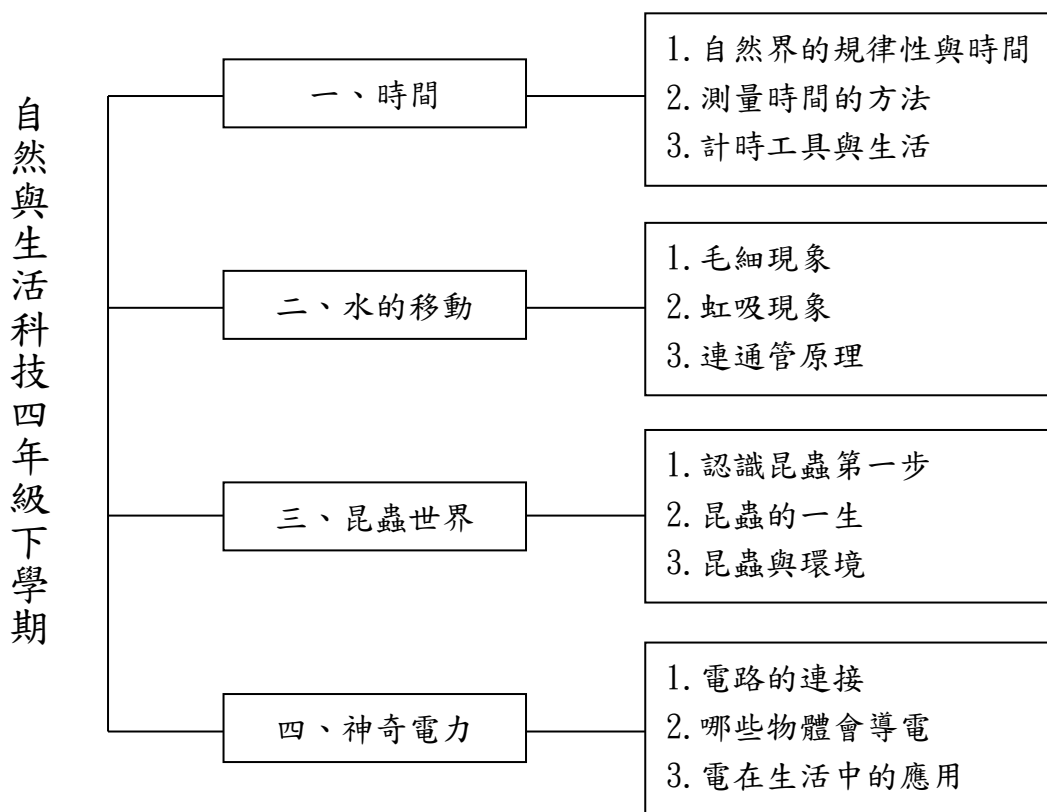 自然與生活科技四年級下學期
一、時間
1.自然界的規律性與時間
2.測量時間的方法
3.計時工具與生活
二、水的移動
1.毛細現象
2.虹吸現象
3.連通管原理
三、昆蟲世界
1.認識昆蟲第一步
2.昆蟲的一生
3.昆蟲與環境
四、神奇電力
1.電路的連接
2.哪些物體會導電
3.電在生活中的應用